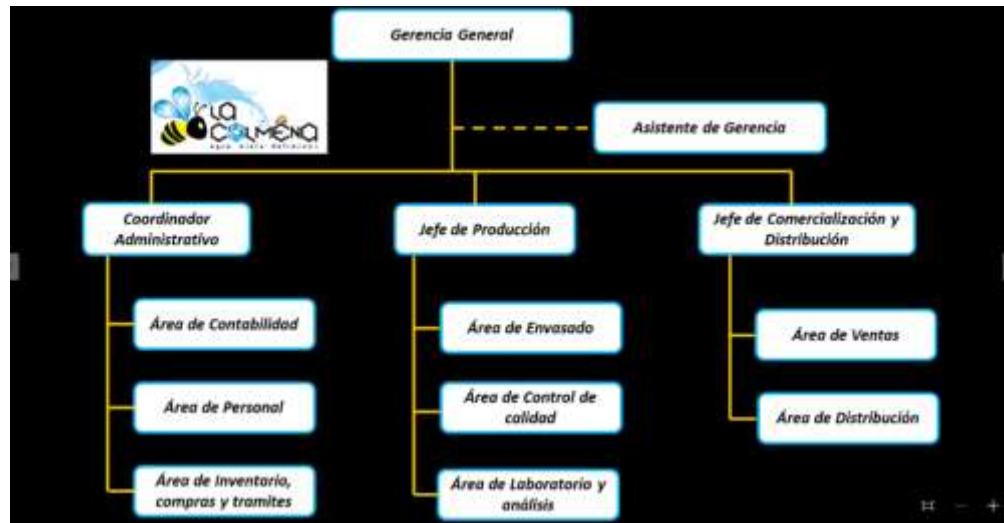 Gerencia General
LA
COLMENA
Asistente de Gerencia
Coordinador
Administrativo
Jefe de Producción
Jefe de Comercialización y
Distribución
Área de Contabilidad
Área de Envasado
Área de Ventas
Área de Personal
Área de Control de
calidad
Área de Distribución
Área de Inventario,
compras y tramites
Área de Laboratorio y
análisis